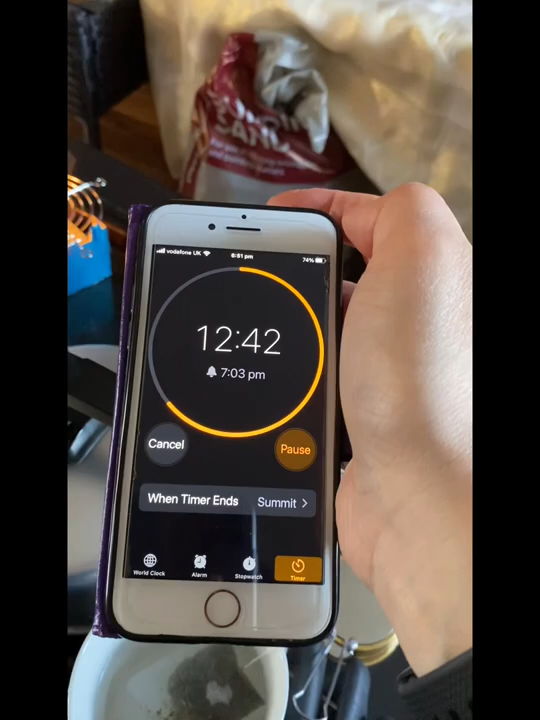 SAND
vodafone UK
6:51 pm
74%
12:42
7:03 pm
Cancel
Pause
When Timer Ends
Summit
World Clock
Alarm
Stopwatch
Timer